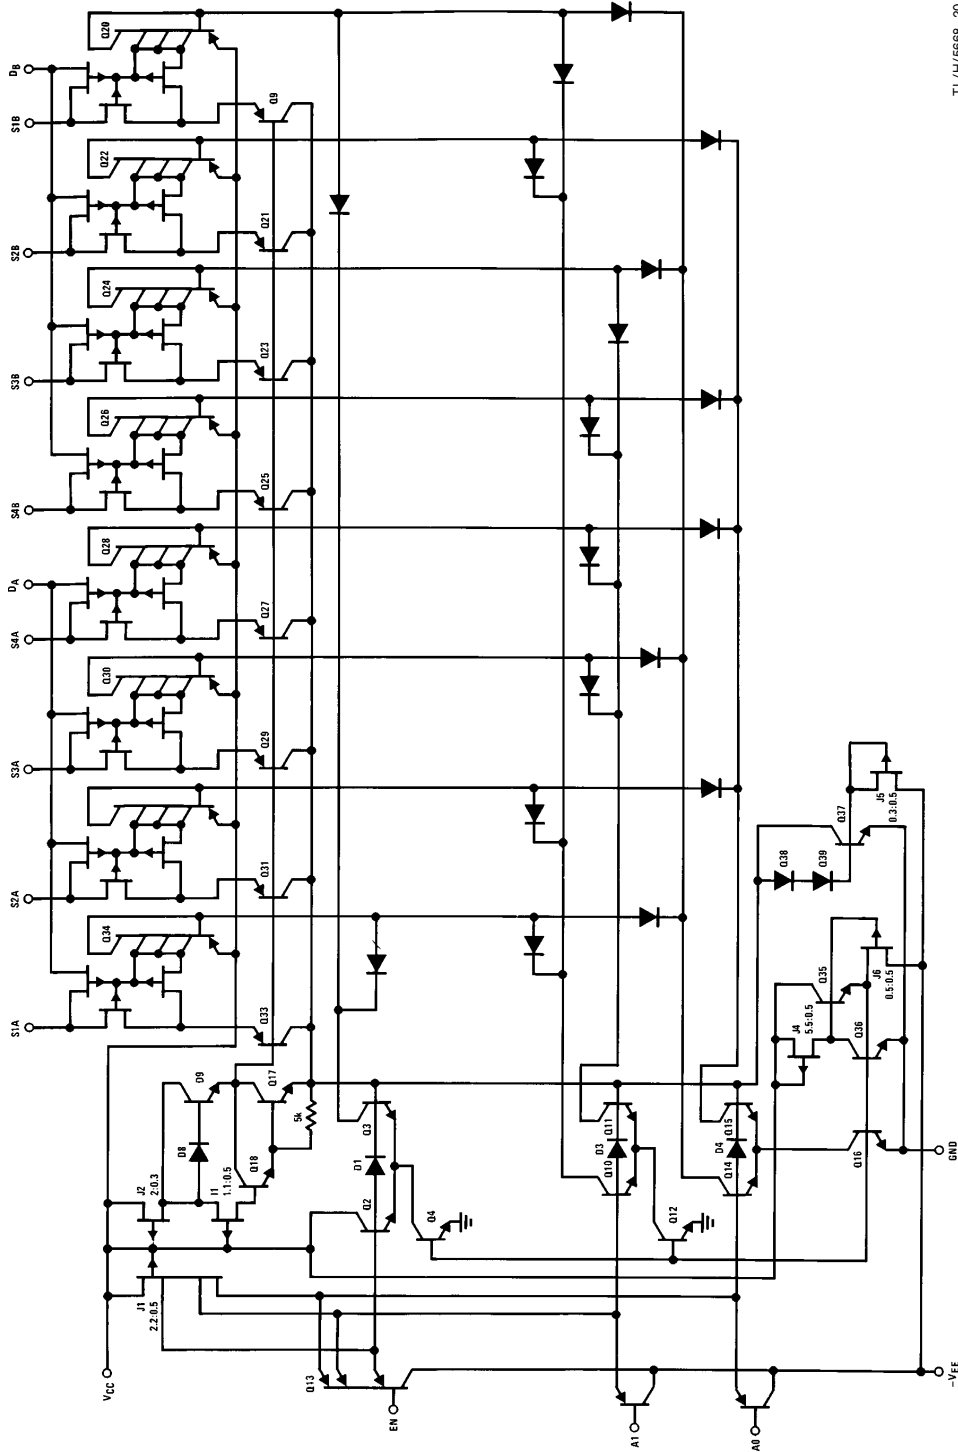 A0
A1
EN
VCC
-VEE
GND
S1A
S2A
S3A
S4A
DA
S4B
S3B
S2B
S1B
DB
Q34
Q30
Q28
Q26
Q24
Q22
Q20
Q33
Q31
Q29
Q27
Q25
Q23
Q21
Q9
J1
2.2:0.5
J2
2:0.3
I1
1.1:0.5
D8
D9
Q18
Q17
5k
Q13
Q2
D1
Q3
Q4
Q10
D3
Q11
Q12
Q14
D4
Q15
Q16
J4
5.5:0.5
Q35
Q36
J6
0.5:0.5
Q38
Q39
Q37
J5
0.3:0.5
TL/H/5668–20